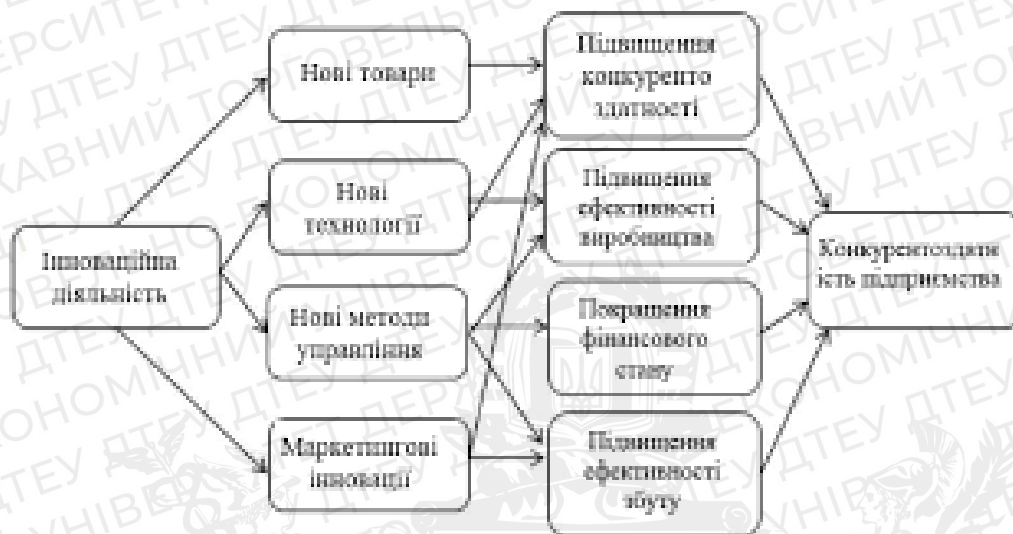 Нові товари
Підвищення
конкуренто
здатності
Нові
технології
Підвищення
ефективності
виробництва
Інноваційна
діяльність
Конкурентоздатн
ість підприємства
Нові методи
управління
Покращення
фінансового
стану
Маркетингові
інновації
Підвищення
ефективності
збуту